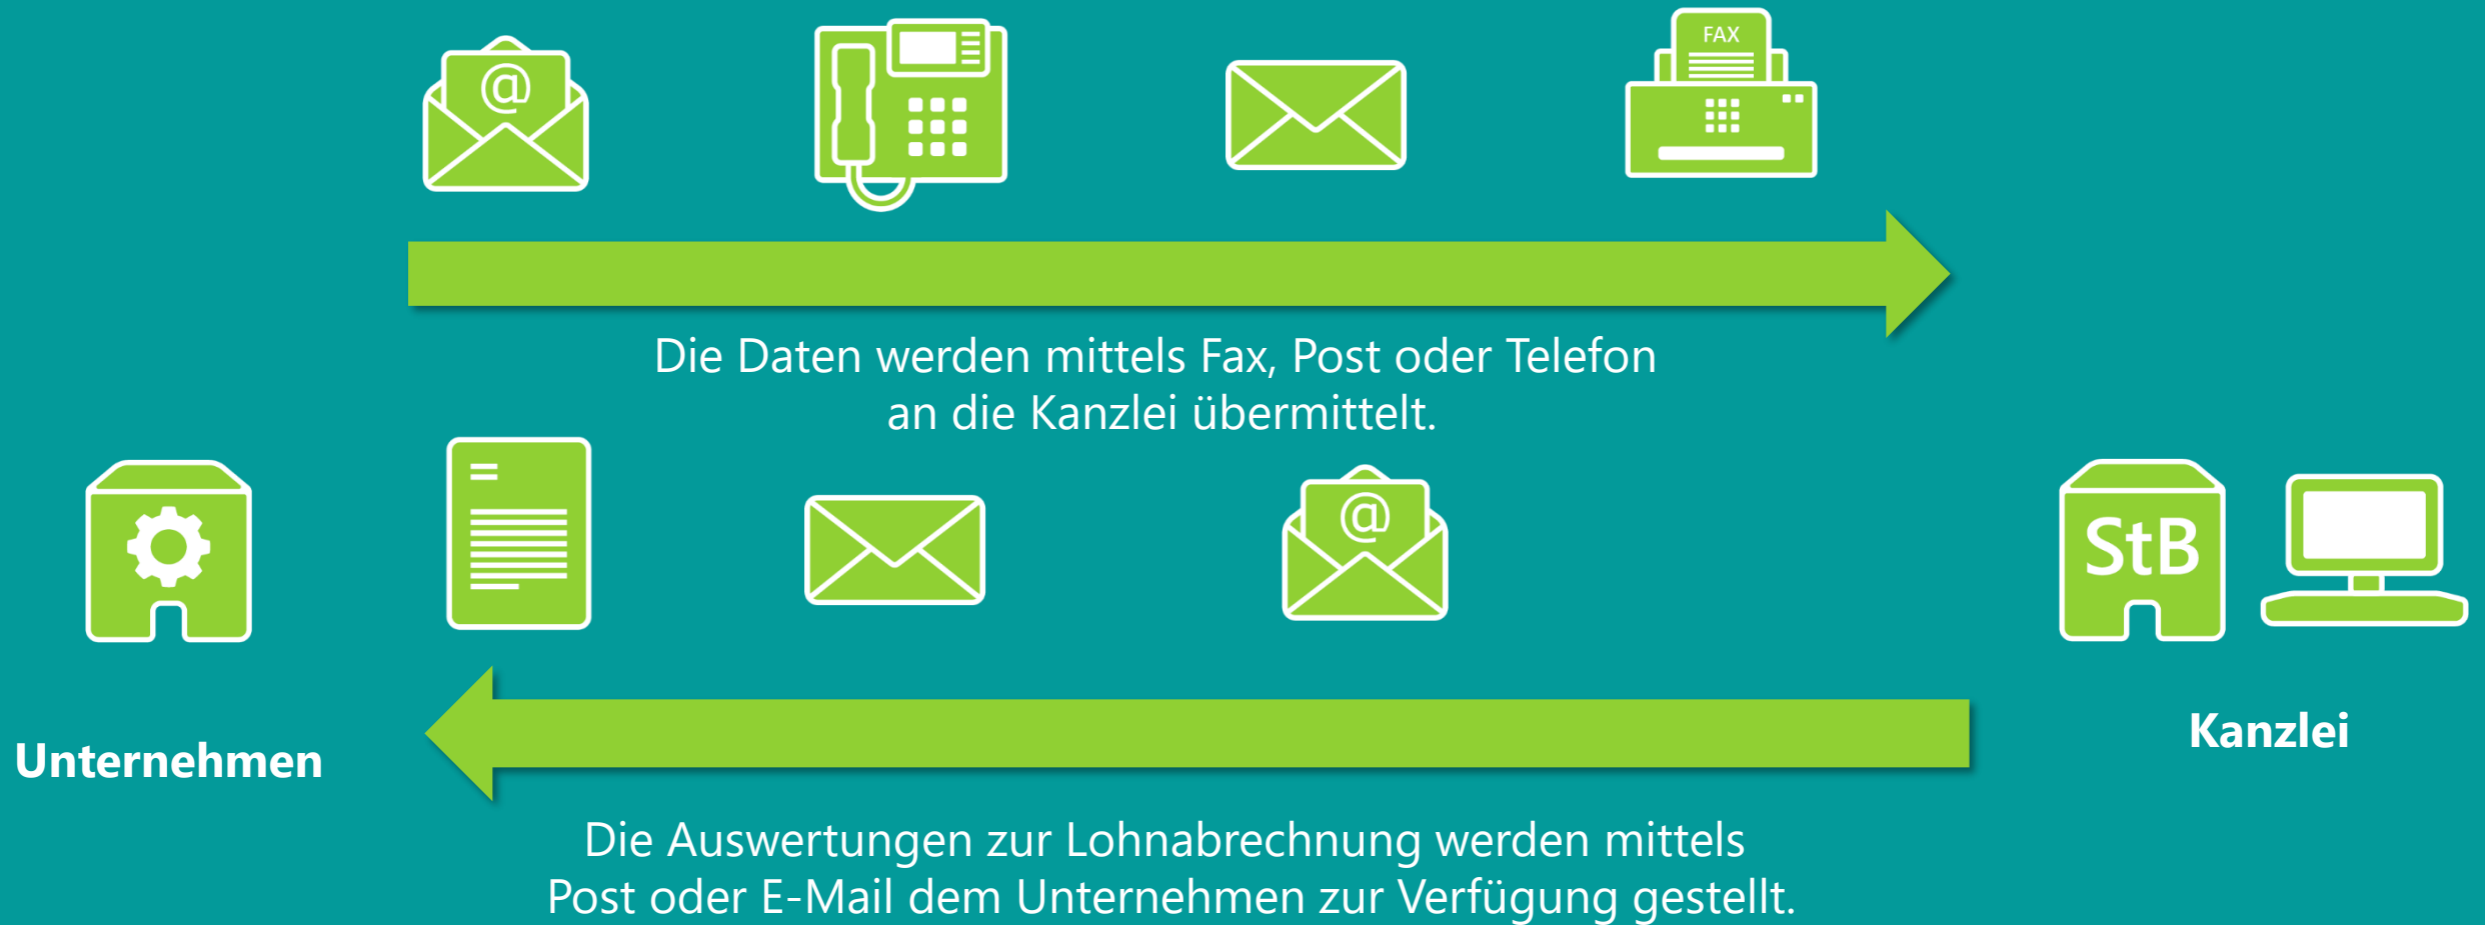 @
FAX
Die Daten werden mittels Fax, Post oder Telefon
an die Kanzlei übermittelt.
@
StB
Unternehmen
Kanzlei
Die Auswertungen zur Lohnabrechnung werden mittels
Post oder E-Mail dem Unternehmen zur Verfügung gestellt.